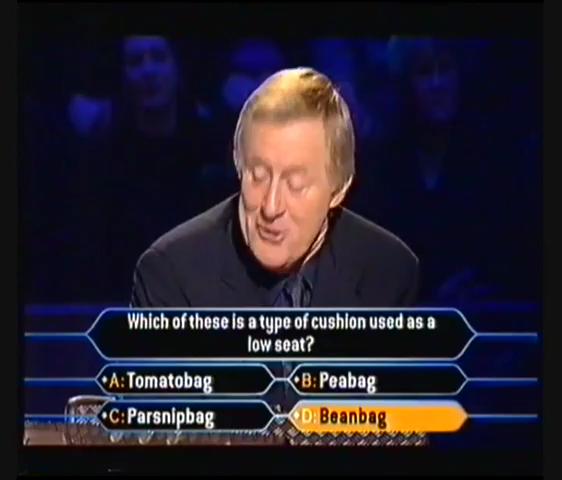 Which of these is a type of cushion used as a
low seat?
A: Tomatobag
B: Peabag
C: Parsnipbag
D: Beanbag